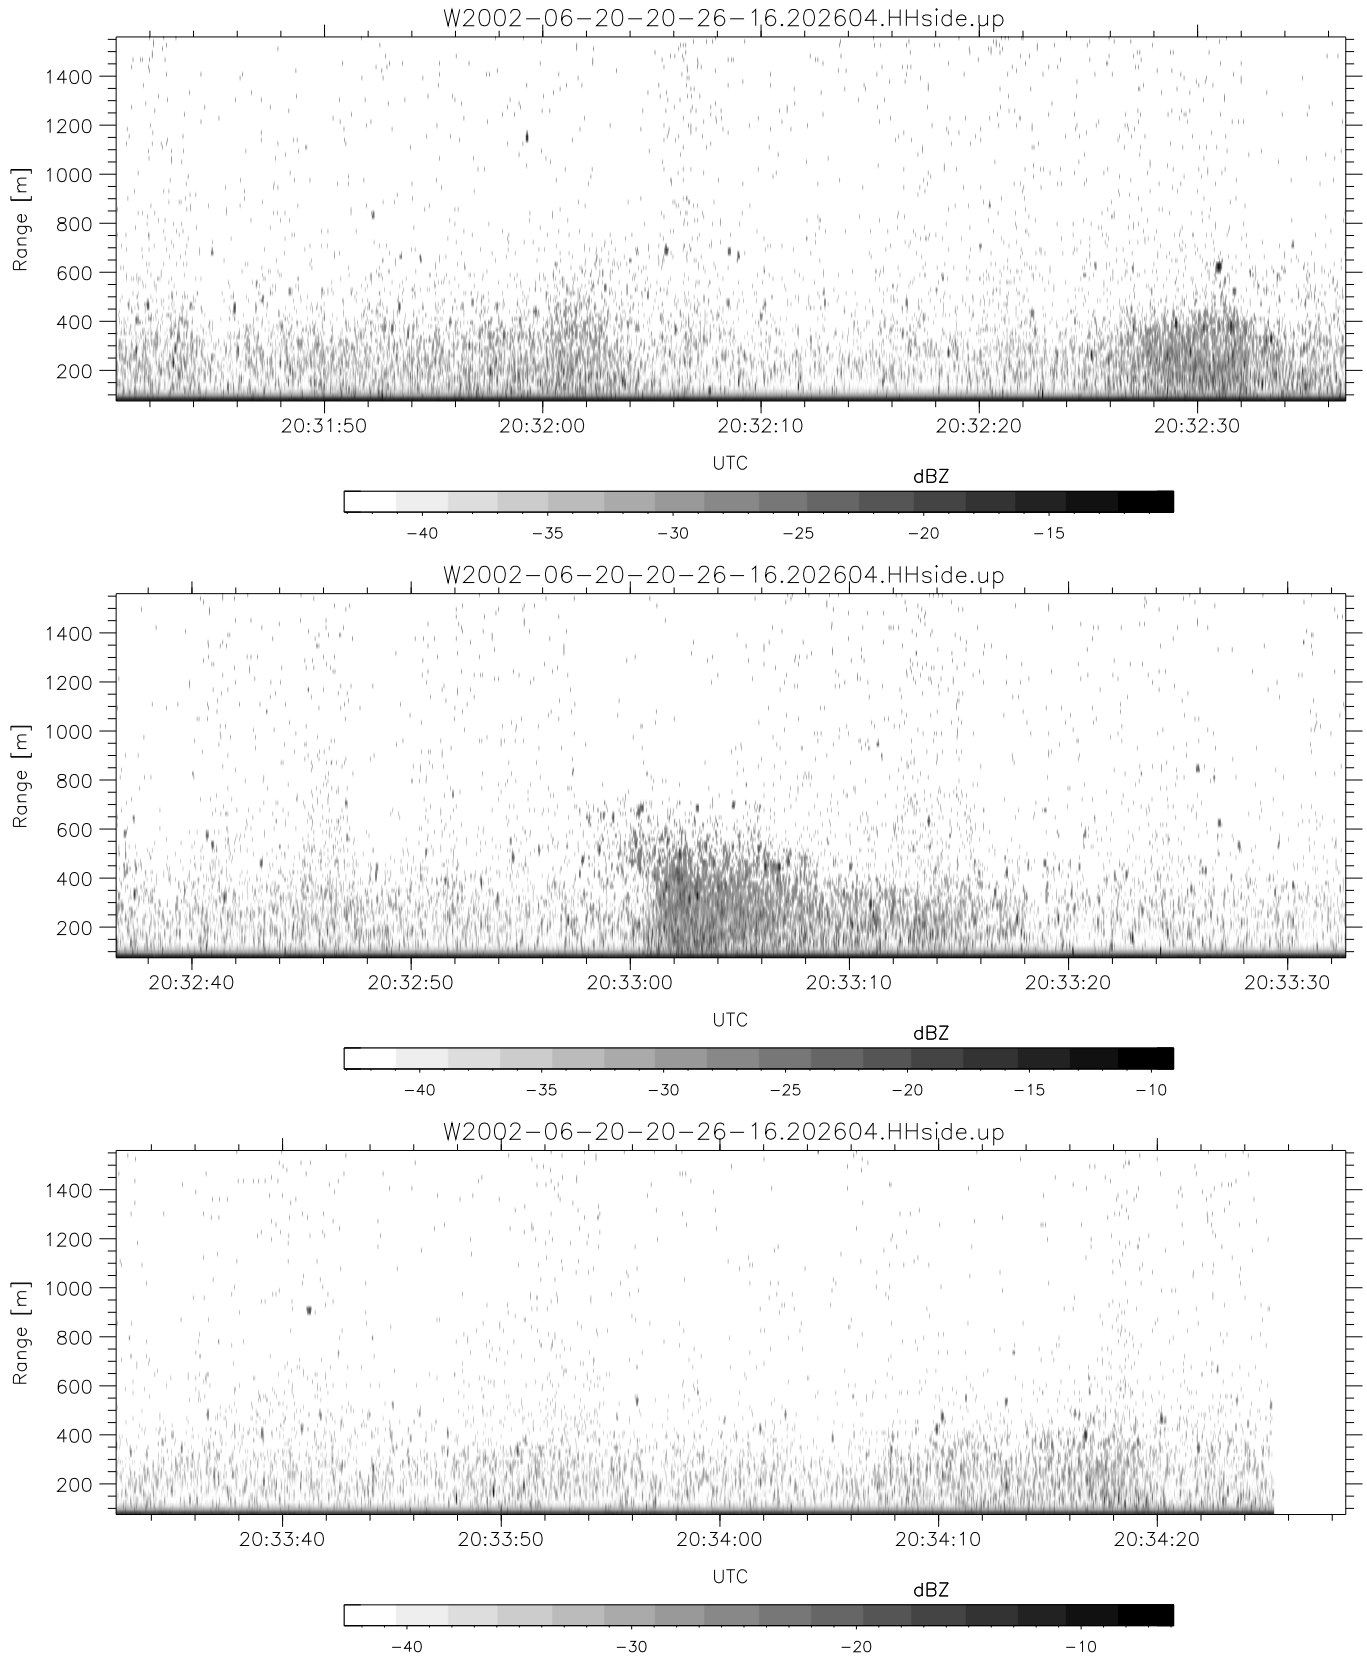 W2002-06-20-20-26-16.202604.HHside.up
1400
1200
1000
800
600
400
200
Range [m]
20:31:50 20:32:00 20:32:10 20:32:20 20:32:30
UTC
dBZ
-40 -35 -30 -25 -20 -15
W2002-06-20-20-26-16.202604.HHside.up
1400
1200
1000
800
600
400
200
Range [m]
20:32:40 20:32:50 20:33:00 20:33:10 20:33:20 20:33:30
UTC
dBZ
-40 -35 -30 -25 -20 -15 -10
W2002-06-20-20-26-16.202604.HHside.up
1400
1200
1000
800
600
400
200
Range [m]
20:33:40 20:33:50 20:34:00 20:34:10 20:34:20
UTC
dBZ
-40 -30 -20 -10